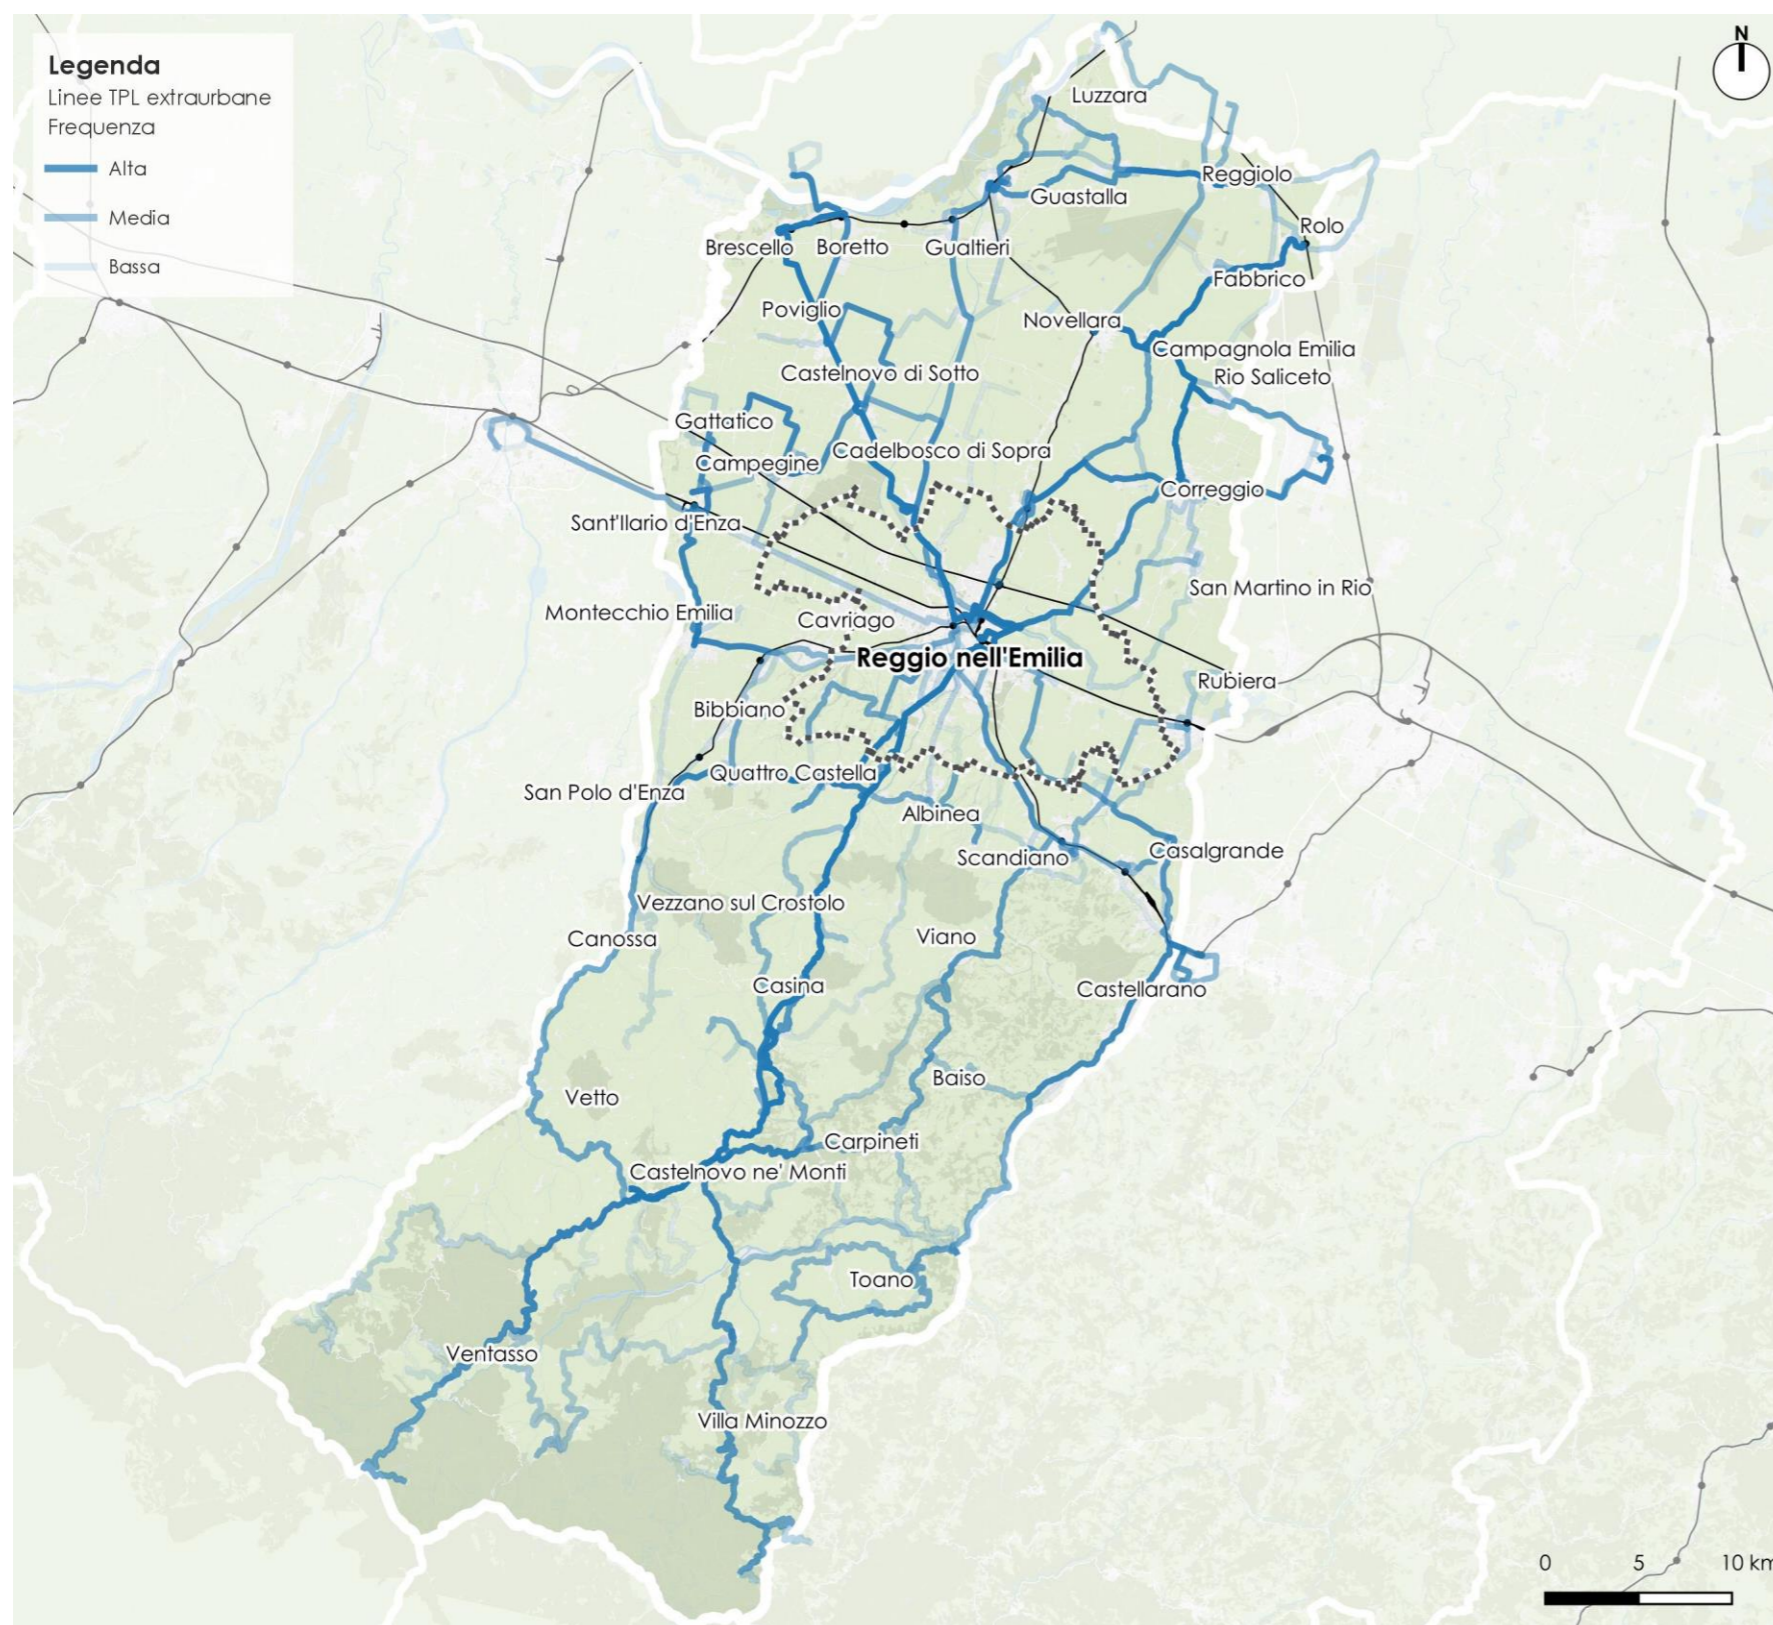 Legenda
Linee TPL extraurbane
Frequenza
Alta
Media
Bassa
N
Luzzara
Reggiolo
Guastalla
Rolo
Brescello
Boretto
Gualtieri
Fabbrico
Poviglio
Novellara
Campagnola Emilia
Castelnovo di Sotto
Rio Saliceto
Gattatico
Cadelbosco di Sopra
Campegine
Correggio
Sant'Ilario d'Enza
San Martino in Rio
Montecchio Emilia
Cavriago
Reggio nell'Emilia
Rubiera
Bibbiano
Quattro Castella
San Polo d'Enza
Albinea
Scandiano
Casalgrande
Vezzano sul Crostolo
Canossa
Viano
Casina
Castellarano
Baiso
Vetto
Carpineti
Castelnovo ne' Monti
Toano
Ventasso
Villa Minozzo
0 5 10 km